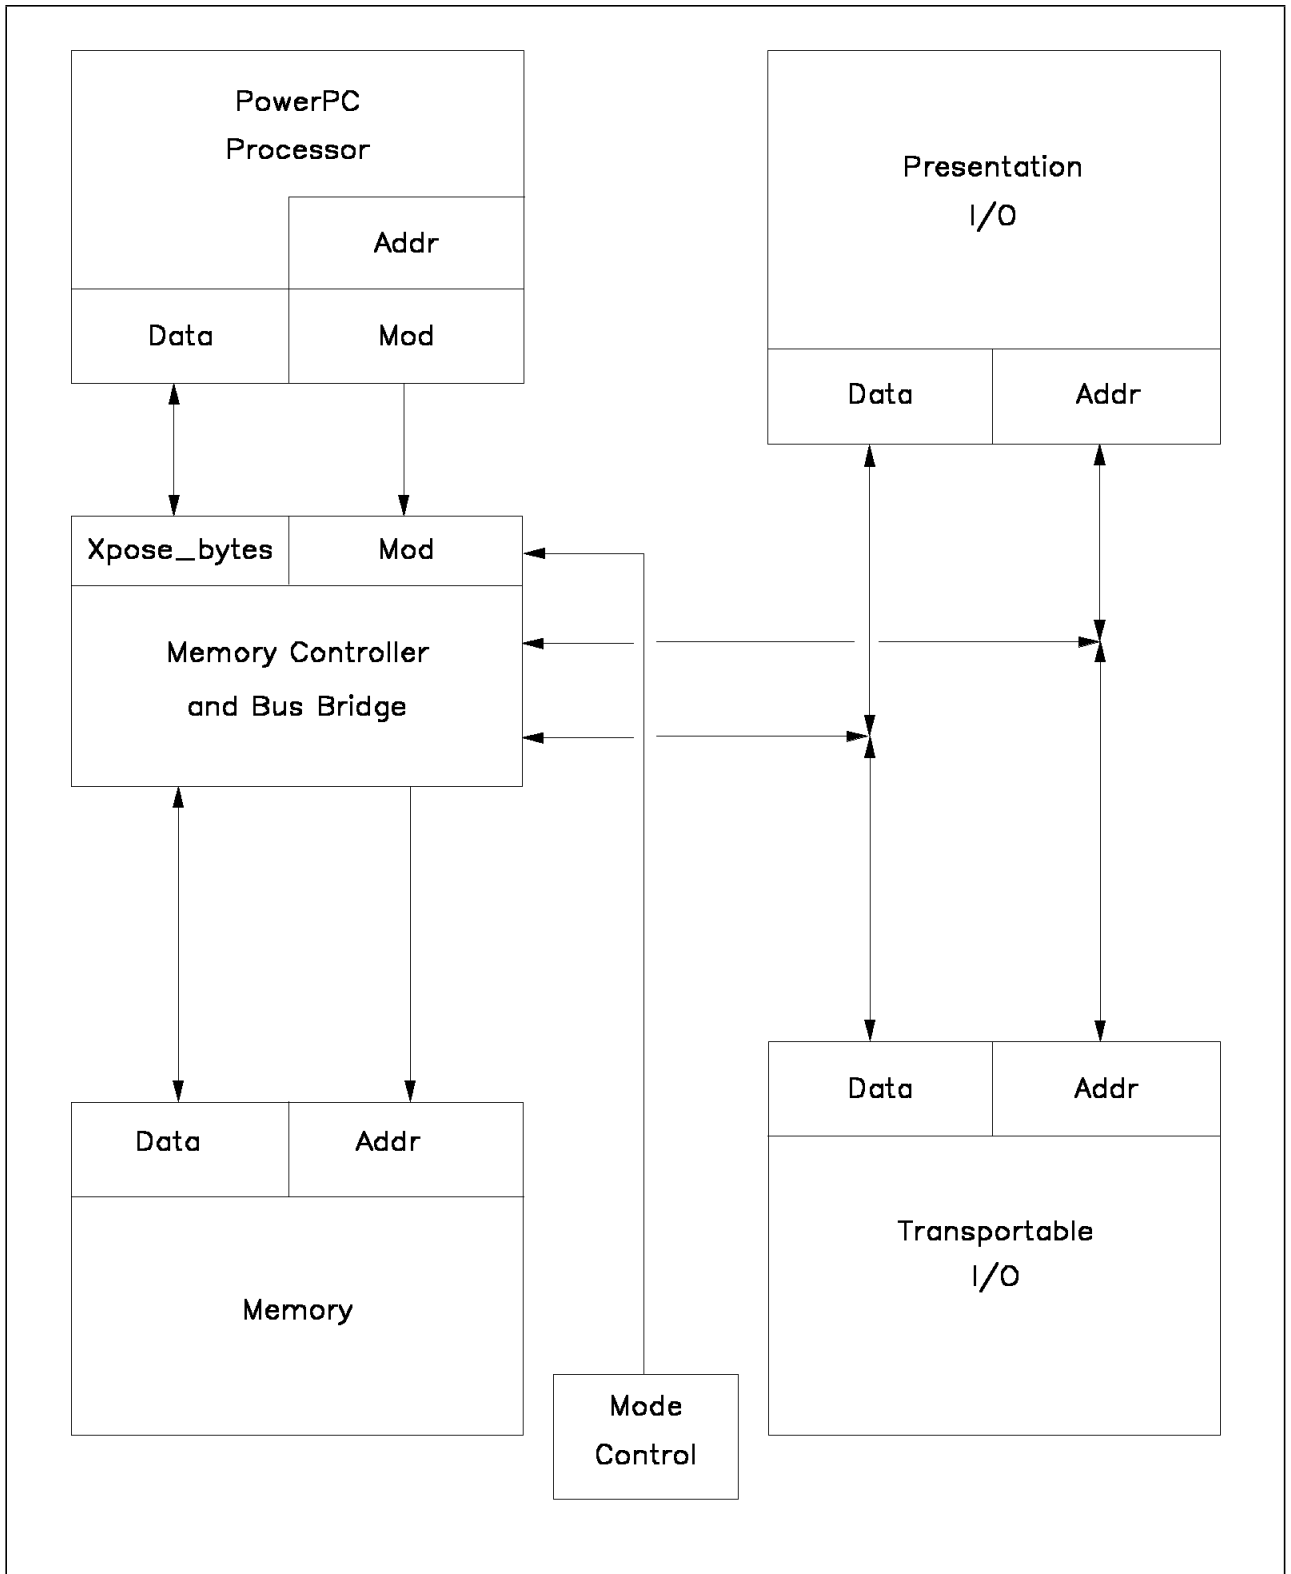 PowerPC
Processor
Addr
Data
Mod
Presentation
I/O
Data
Addr
Xpose_bytes
Mod
Memory Controller
and Bus Bridge
Data
Addr
Memory
Data
Addr
Transportable
I/O
Mode
Control